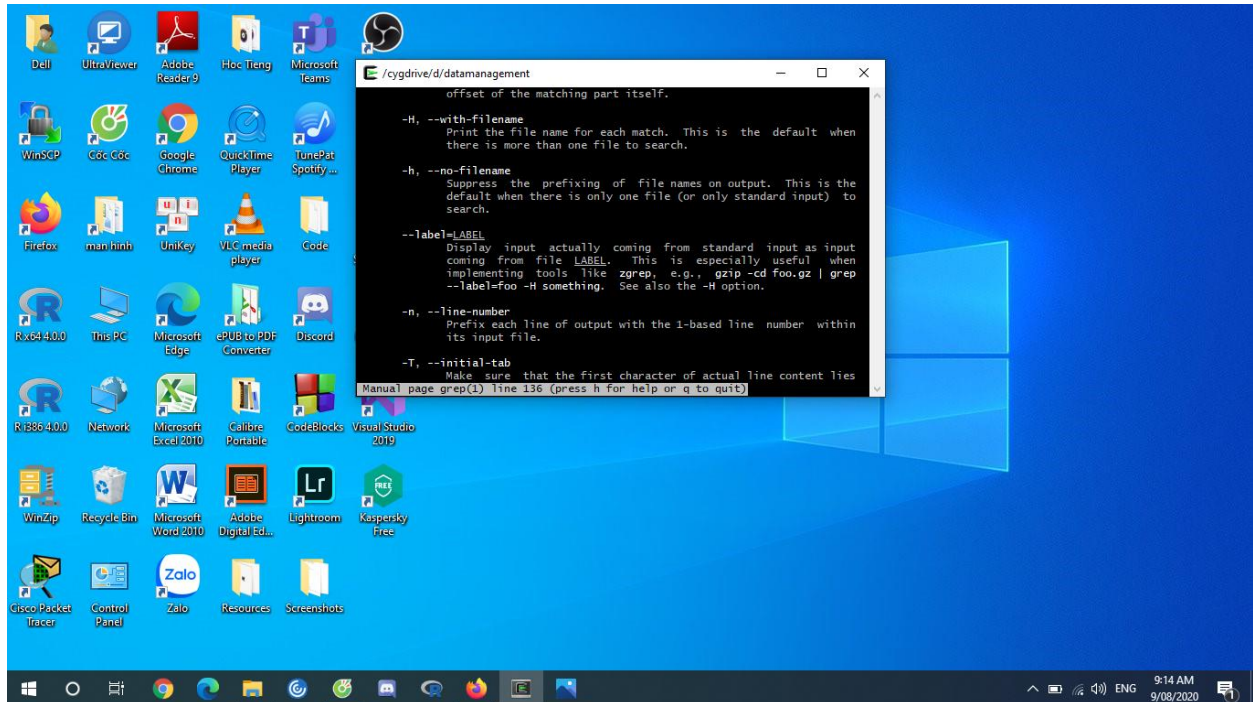 Dell
UltraViewer
Adobe
Reader 9
Hoc Tieng
Microsoft
Teams
WinSCP
Cốc Cốc
Google
Chrome
QuickTime
Player
TunePat
Spotify ...
Firefox
man hinh
UniKey
VLC media
player
Code
R x64 4.0.0
This PC
Microsoft
Edge
ePUB to PDF
Converter
Discord
R i386 4.0.0
Network
Microsoft
Excel 2010
Calibre
Portable
CodeBlocks
Visual Studio
2019
WinZip
Recycle Bin
Microsoft
Word 2010
Adobe
Digital Ed...
Lightroom
Kaspersky
Free
Cisco Packet
Tracer
Control
Panel
Zalo
Zalo
Resources
Screenshots
u i
n
Lr
FREE
/cygdrive/d/datamanagement
offset of the matching part itself.
-H, --with-filename
Print the file name for each match. This is the default when
there is more than one file to search.
-h, --no-filename
Suppress the prefixing of file names on output. This is the
default when there is only one file (or only standard input) to
search.
--label=LABEL
Display input actually coming from standard input as input
coming from file LABEL. This is especially useful when
implementing tools like zgrep, e.g., gzip -cd foo.gz | grep
--label=foo -H something. See also the -H option.
-n, --line-number
Prefix each line of output with the 1-based line number within
its input file.
-T, --initial-tab
Make sure that the first character of actual line content lies
Manual page grep(1) line 136 (press h for help or q to quit)
ENG
9:14 AM
9/08/2020
1